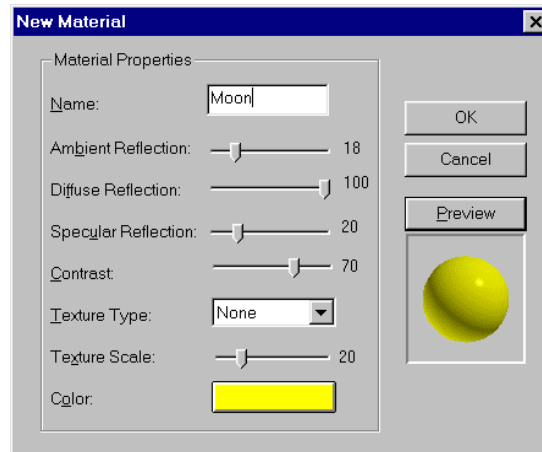 New Material
Material Properties
Name: Moon
Ambient Reflection: 18
Diffuse Reflection: 100
Specular Reflection: 20
Contrast: 70
Texture Type: None
Texture Scale: 20
Color:
OK
Cancel
Preview